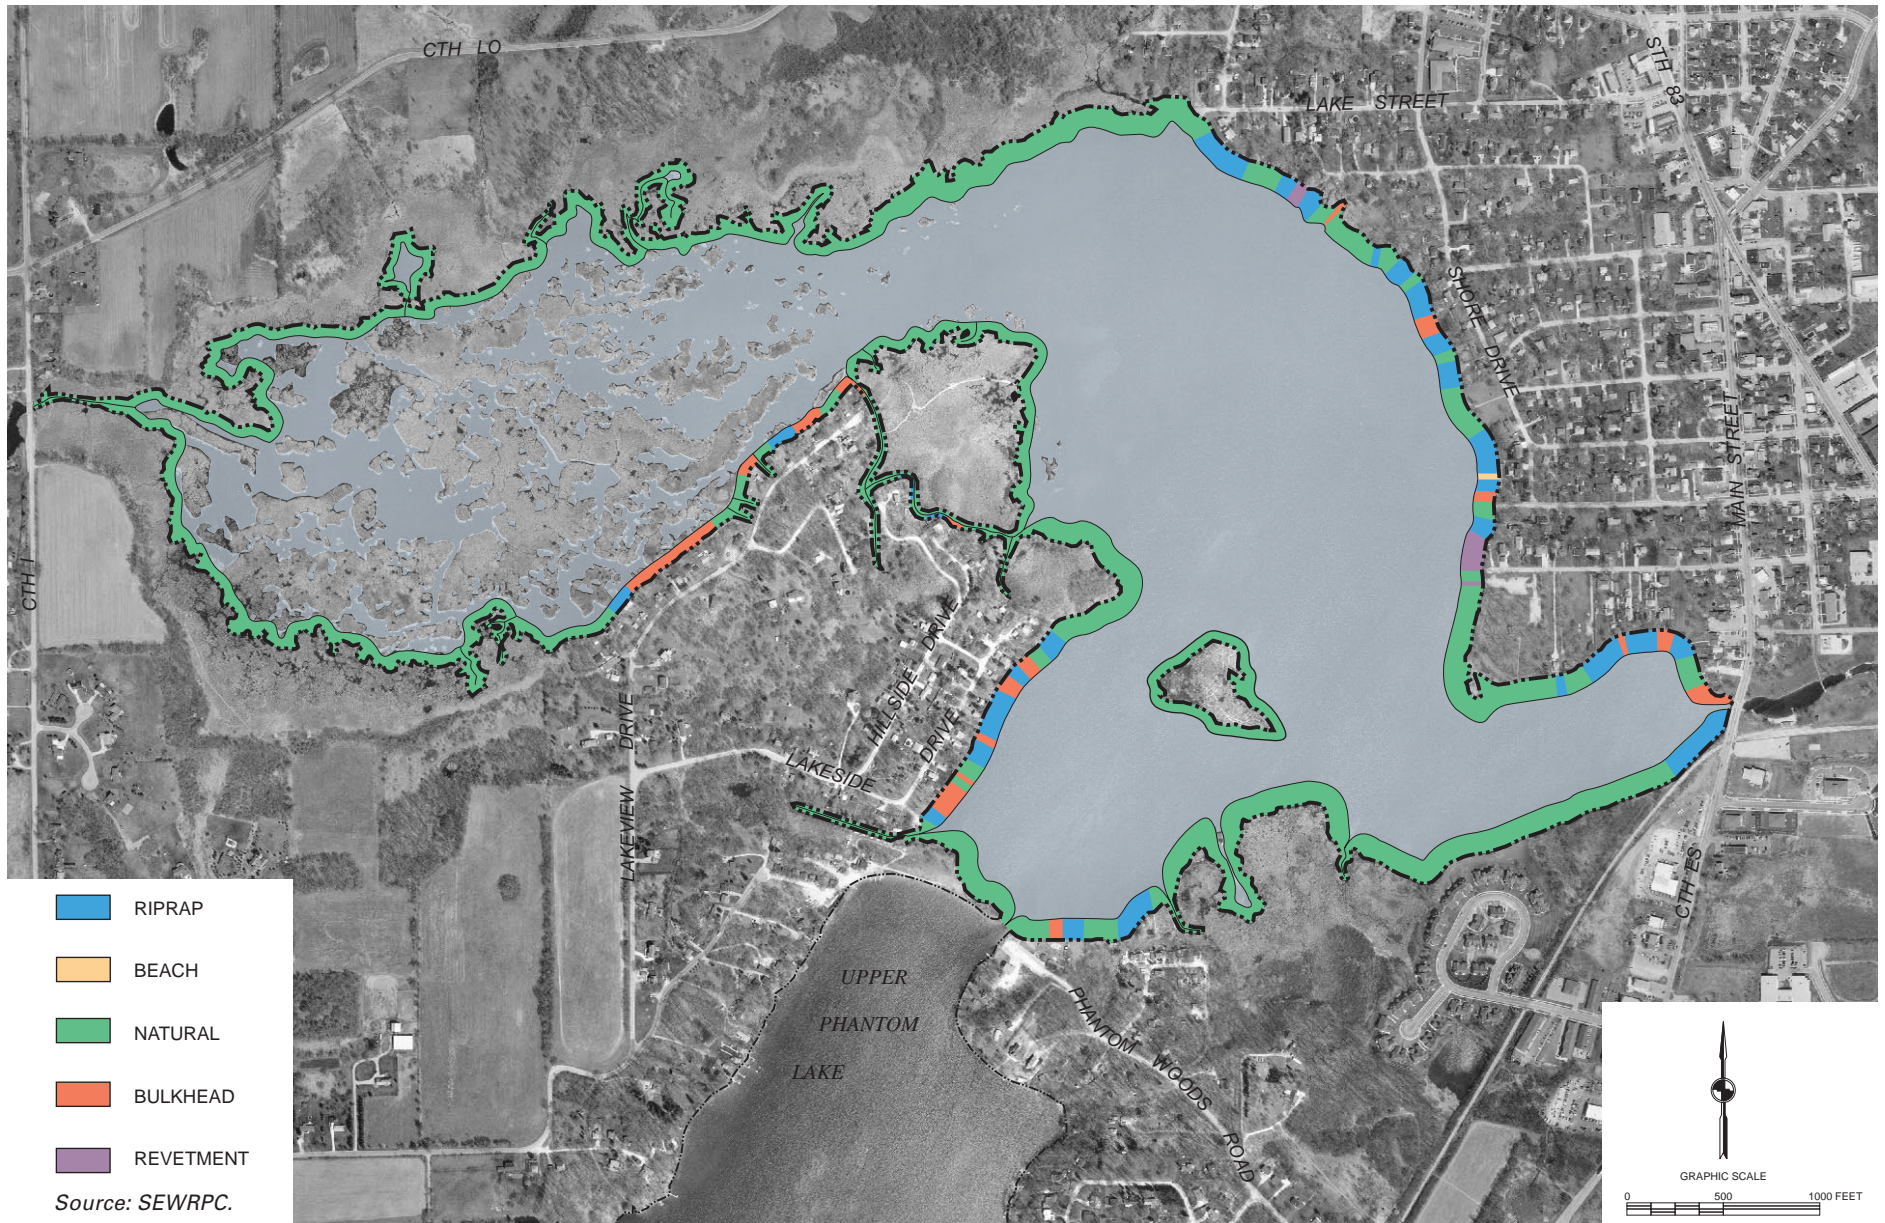 CTH LO
STH 83
LAKE STREET
SHORE DRIVE
MAIN STREET
CTH I
HILLSIDE DRIVE
DRIVE
LAKESIDE
LAKEVIEW DRIVE
CTH ES
RIPRAP
BEACH
NATURAL
BULKHEAD
REVETMENT
Source: SEWRPC.
UPPER
PHANTOM
LAKE
PHANTOM WOODS ROAD
GRAPHIC SCALE
0 500 1000 FEET